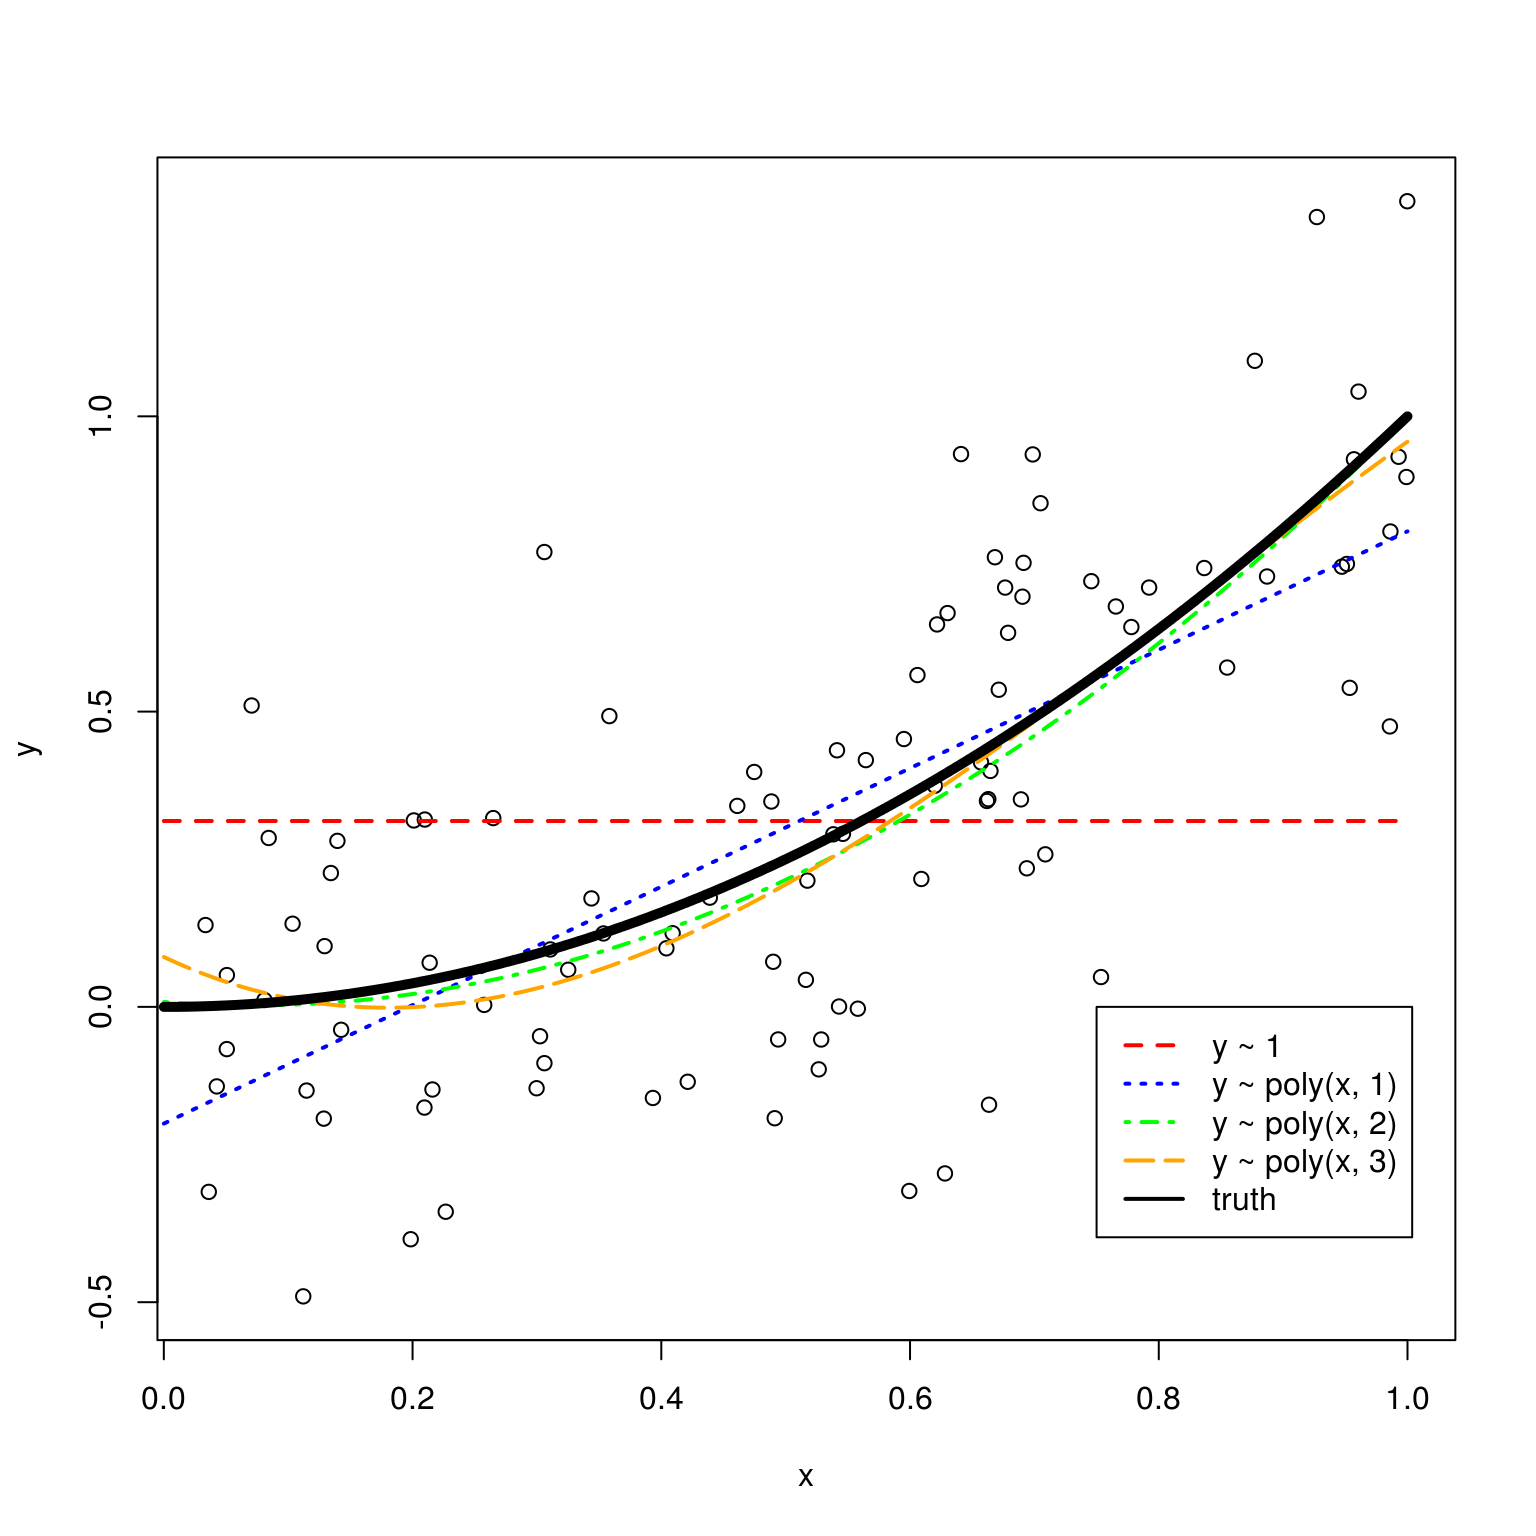 y
1.0
0.5
0.0
-0.5
0.0 0.2 0.4 0.6 0.8 1.0
x
y ~ 1
y ~ poly(x, 1)
y ~ poly(x, 2)
y ~ poly(x, 3)
truth